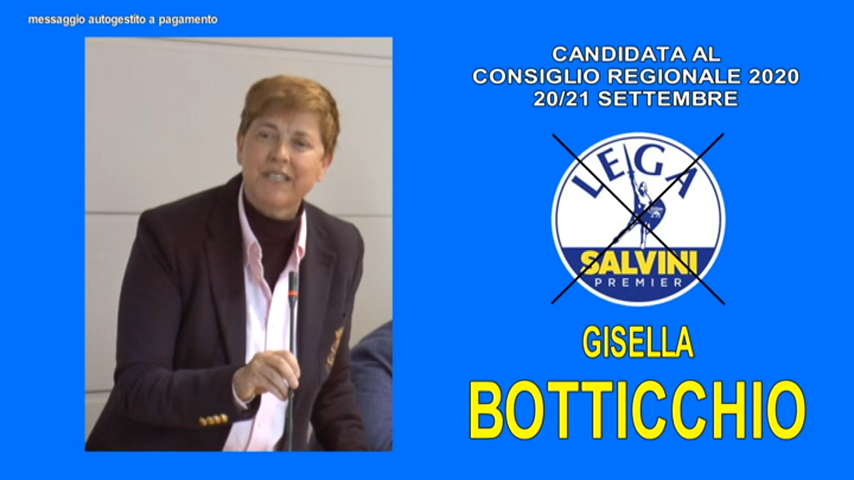 messaggio autogestito a pagamento
CANDIDATA AL
CONSIGLIO REGIONALE 2020
20/21 SETTEMBRE
LEGA
SALVINI
PREMIER
GISELLA
BOTTICCHIO